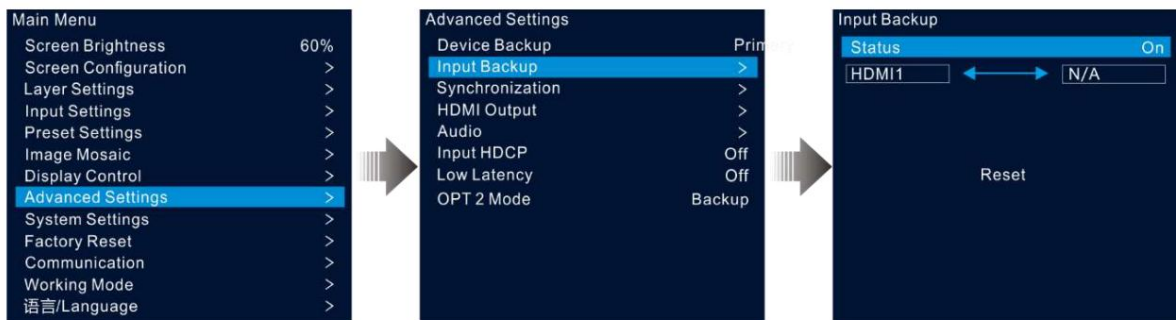 Main Menu
Screen Brightness 60%
Screen Configuration >
Layer Settings >
Input Settings >
Preset Settings >
Image Mosaic >
Display Control >
Advanced Settings >
System Settings >
Factory Reset >
Communication >
Working Mode >
语言/Language >
Advanced Settings
Device Backup Primary
Input Backup >
Synchronization >
HDMI Output >
Audio >
Input HDCP Off
Low Latency Off
OPT 2 Mode Backup
Input Backup
Status On
HDMI1 N/A
Reset